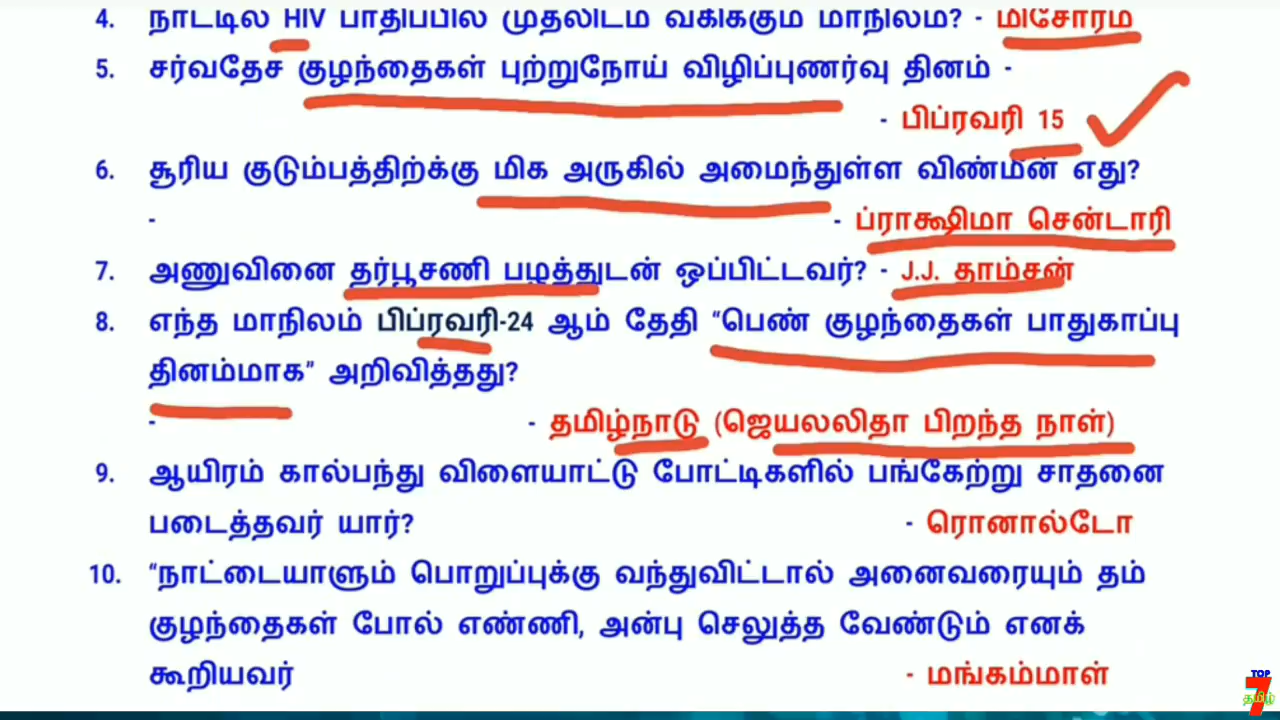 4. நாட்டில் HIV பாதிப்பில் முதலிடம் வகிக்கும் மாநிலம்? - மிசோரம்
5. சர்வதேச குழந்தைகள் புற்றுநோய் விழிப்புணர்வு தினம் -
- பிப்ரவரி 15
6. சூரிய குடும்பத்திற்க்கு மிக அருகில் அமைந்துள்ள விண்மீன் எது?
- - ப்ராக்ஷிமா சென்டாரி
7. அணுவினை தர்பூசணி பழத்துடன் ஒப்பிட்டவர்? - J.J. தாம்சன்
8. எந்த மாநிலம் பிப்ரவரி-24 ஆம் தேதி “பெண் குழந்தைகள் பாதுகாப்பு
தினம்மாக” அறிவித்தது?
- - தமிழ்நாடு (ஜெயலலிதா பிறந்த நாள்)
9. ஆயிரம் கால்பந்து விளையாட்டு போட்டிகளில் பங்கேற்று சாதனை
படைத்தவர் யார்? - ரொனால்டோ
10. “நாட்டையாளும் பொறுப்புக்கு வந்துவிட்டால் அனைவரையும் தம்
குழந்தைகள் போல் எண்ணி, அன்பு செலுத்த வேண்டும் எனக்
கூறியவர் - மங்கம்மாள்
TOP
7
தமிழ்